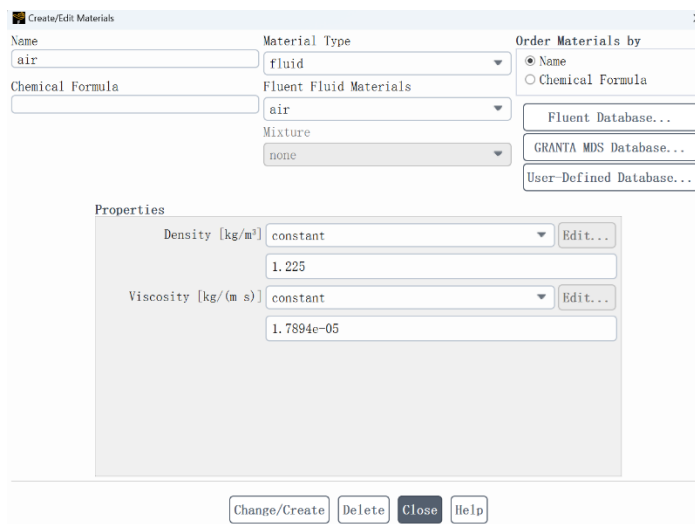 Create/Edit Materials
Name
Material Type
Order Materials by
air
fluid
Name
Chemical Formula
Chemical Formula
Fluent Fluid Materials
air
Fluent Database...
Mixture
none
GRANTA MDS Database...
User-Defined Database...
Properties
Density [kg/m³]
constant
Edit...
1.225
Viscosity [kg/(m s)]
constant
Edit...
1.7894e-05
Change/Create
Delete
Close
Help